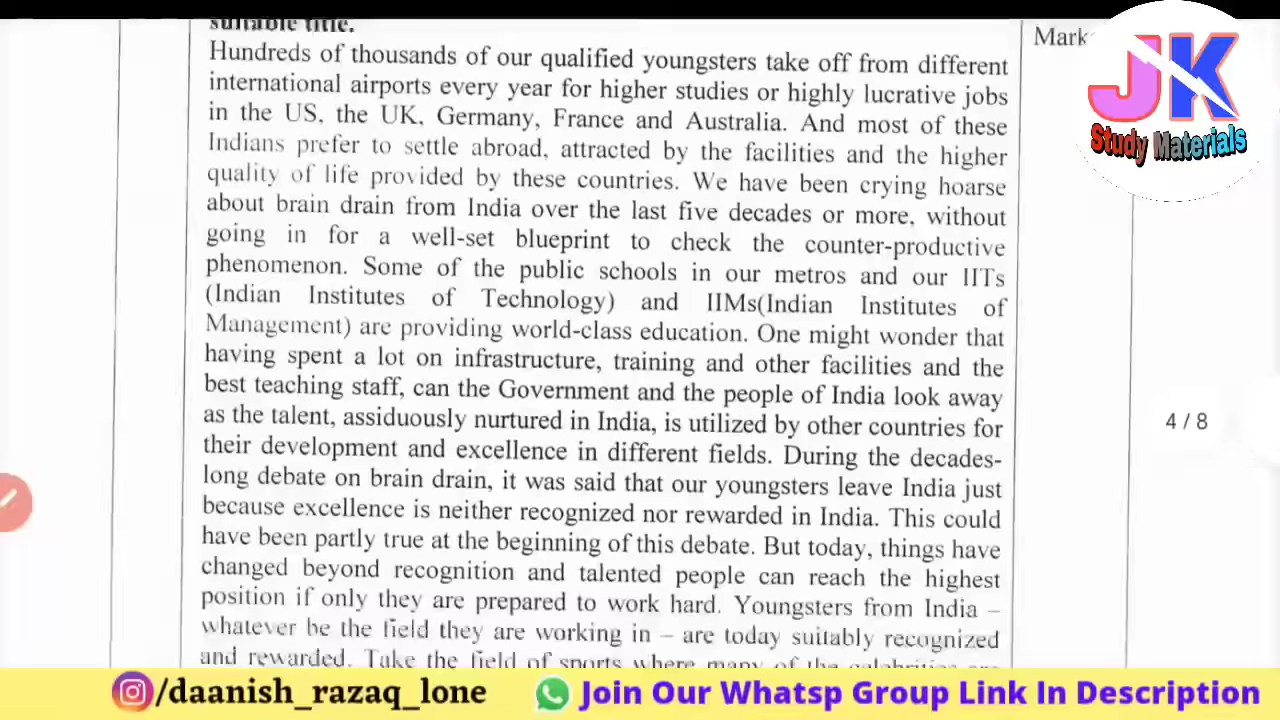 suitable title.
Hundreds of thousands of our qualified youngsters take off from different
international airports every year for higher studies or highly lucrative jobs
in the US, the UK, Germany, France and Australia. And most of these
Indians prefer to settle abroad, attracted by the facilities and the higher
quality of life provided by these countries. We have been crying hoarse
about brain drain from India over the last five decades or more, without
going in for a well-set blueprint to check the counter-productive
phenomenon. Some of the public schools in our metros and our IITs
(Indian Institutes of Technology) and IIMs(Indian Institutes of
Management) are providing world-class education. One might wonder that
having spent a lot on infrastructure, training and other facilities and the
best teaching staff, can the Government and the people of India look away
as the talent, assiduously nurtured in India, is utilized by other countries for
their development and excellence in different fields. During the decades-
long debate on brain drain, it was said that our youngsters leave India just
because excellence is neither recognized nor rewarded in India. This could
have been partly true at the beginning of this debate. But today, things have
changed beyond recognition and talented people can reach the highest
position if only they are prepared to work hard. Youngsters from India –
whatever be the field they are working in – are today suitably recognized
and rewarded. Take the field of sports where many of the celebrities are
Mark
JK
Study Materials
4 / 8
/daanish_razaq_lone
Join Our Whatsp Group Link In Description